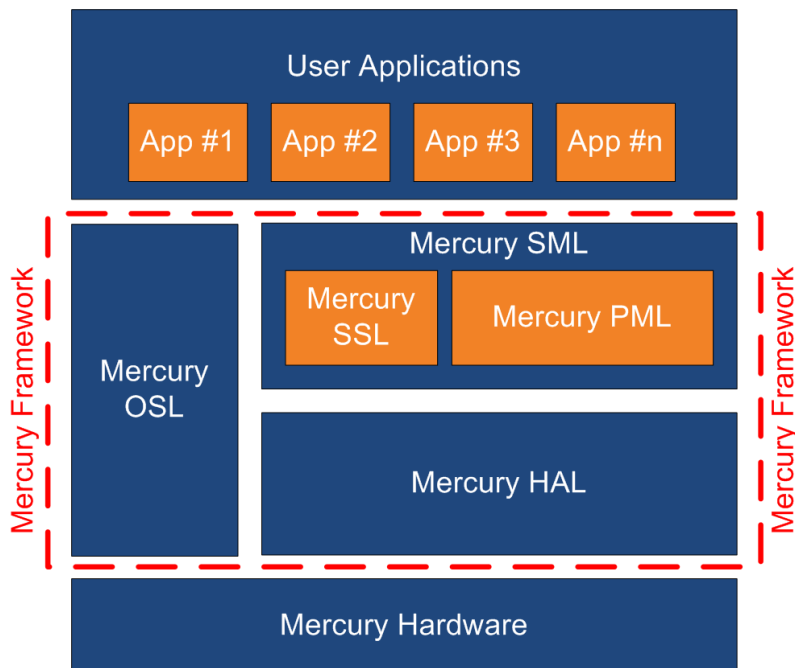 User Applications
App #1
App #2
App #3
App #n
Mercury Framework
Mercury
OSL
Mercury SML
Mercury
SSL
Mercury PML
Mercury HAL
Mercury Framework
Mercury Hardware